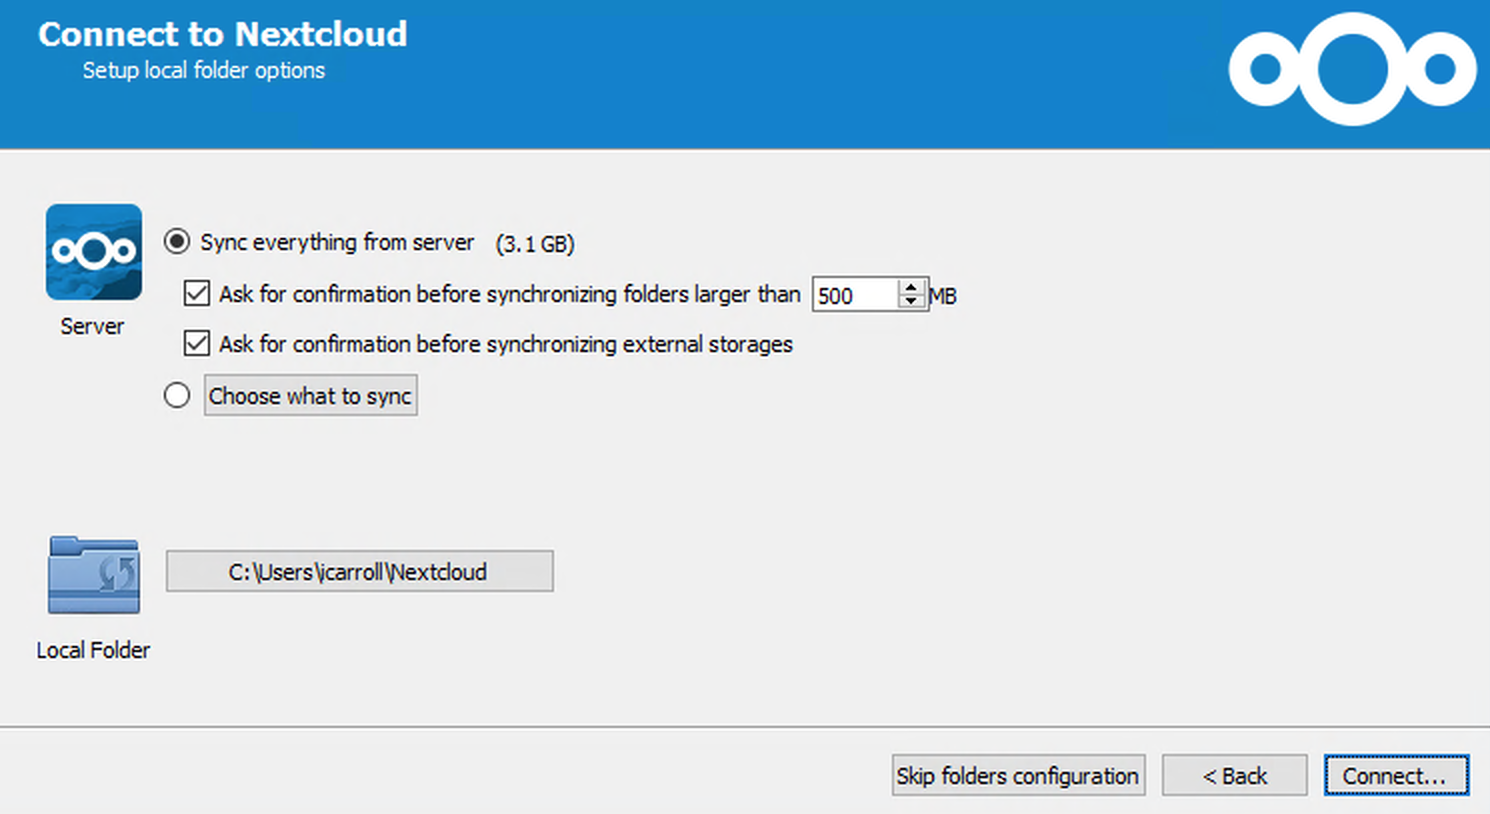 Connect to Nextcloud
Setup local folder options
Sync everything from server (3.1 GB)
Ask for confirmation before synchronizing folders larger than 500 MB
Server
Ask for confirmation before synchronizing external storages
Choose what to sync
C:\Users\jcarroll\Nextcloud
Local Folder
Skip folders configuration < Back Connect...